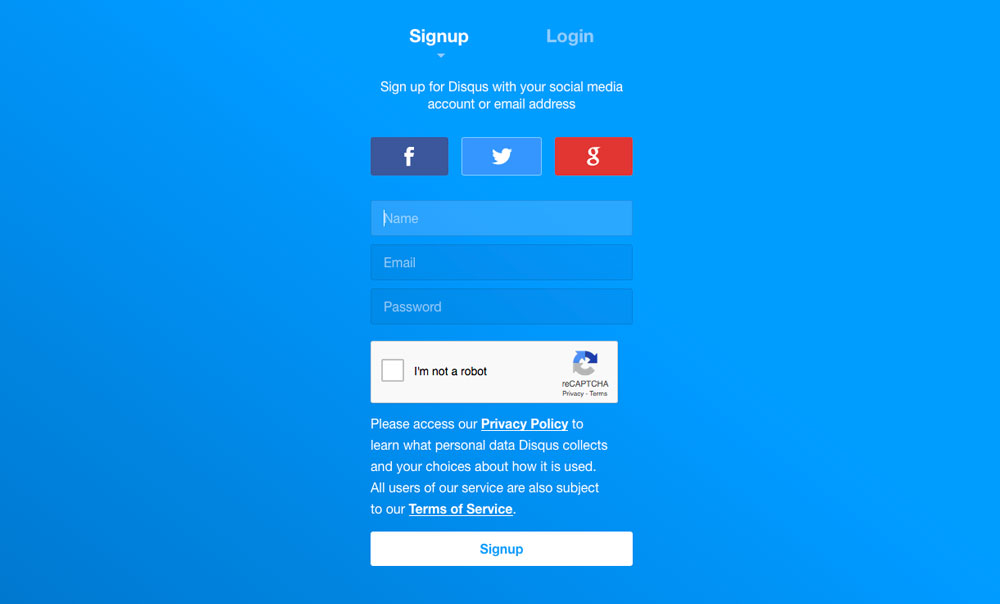 Signup
Login
Sign up for Disqus with your social media
account or email address
Name
Email
Password
I'm not a robot
reCAPTCHA
Privacy - Terms
Please access our Privacy Policy to
learn what personal data Disqus collects
and your choices about how it is used.
All users of our service are also subject
to our Terms of Service.
Signup